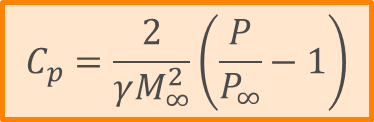 $C_p = \frac{2}{\gamma M_\infty^2} \left( \frac{P}{P_\infty} - 1 \right)$